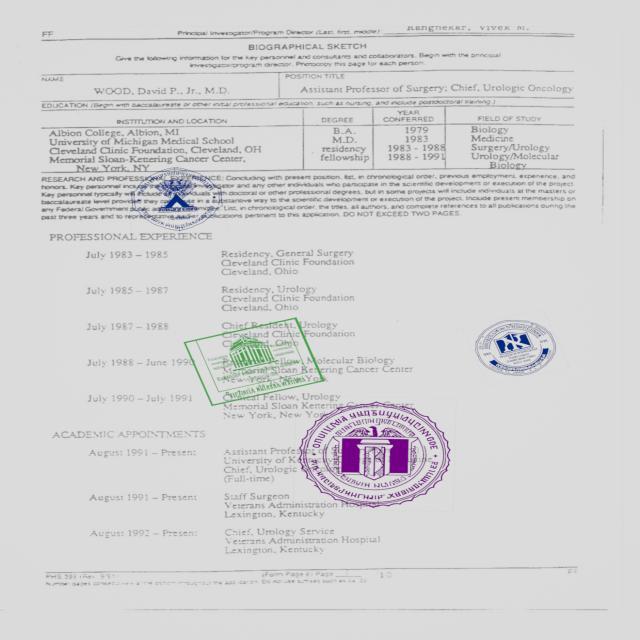 FF Principal Investigator/Program Director (Last, first, middle): Rangnekar, Vivek M.
BIOGRAPHICAL SKETCH
Give the following information for the key personnel and consultants and collaborators. Begin with the principal
investigator/program director. Photocopy this page for each person.
NAME POSITION TITLE
WOOD, David P., Jr., M.D. Assistant Professor of Surgery; Chief, Urologic Oncology
EDUCATION (Begin with baccalaureate or other initial professional education, such as nursing, and include postdoctoral training.)
INSTITUTION AND LOCATION DEGREE YEAR CONFERRED FIELD OF STUDY
Albion College, Albion, MI B.A. 1979 Biology
University of Michigan Medical School M.D. 1983 Medicine
Cleveland Clinic Foundation, Cleveland, OH residency 1983 - 1988 Surgery/Urology
Memorial Sloan-Kettering Cancer Center, fellowship 1988 - 1991 Urology/Molecular
New York, NY Biology
RESEARCH AND PROFESSIONAL EXPERIENCE: Concluding with present position, list, in chronological order, previous employment, experience, and
honors. Key personnel include the investigator and any other individuals who participate in the scientific development or execution of the project.
Key personnel typically will include individuals with doctoral or other professional degrees, but in some projects will include individuals at the masters or
baccalaureate level provided they contribute in a substantive way to the scientific development or execution of the project. Include present membership on
any Federal Government public advisory committee. List, in chronological order, the titles, all authors, and complete references to all publications during the
past three years and to representative earlier publications pertinent to this application. DO NOT EXCEED TWO PAGES.
PROFESSIONAL EXPERIENCE
July 1983 – 1985 Residency, General Surgery
Cleveland Clinic Foundation
Cleveland, Ohio
July 1985 – 1987 Residency, Urology
Cleveland Clinic Foundation
Cleveland, Ohio
July 1987 – 1988 Chief Resident, Urology
Cleveland Clinic Foundation
Cleveland, Ohio
July 1988 – June 1990 Fellow, Molecular Biology
Memorial Sloan Kettering Cancer Center
New York, New York
July 1990 – July 1991 Clinical Fellow, Urology
Memorial Sloan Kettering Cancer Center
New York, New York
ACADEMIC APPOINTMENTS
August 1991 – Present Assistant Professor of
University of Kentucky
Chief, Urologic
(Full-time)
August 1991 – Present Staff Surgeon
Veterans Administration Hospital
Lexington, Kentucky
August 1992 – Present Chief, Urology Service
Veterans Administration Hospital
Lexington, Kentucky
PHS 398 (Rev. 9/91) (Form Page 6) Page 10 FF
Number pages consecutively at the bottom throughout the application. Do not use suffixes such as